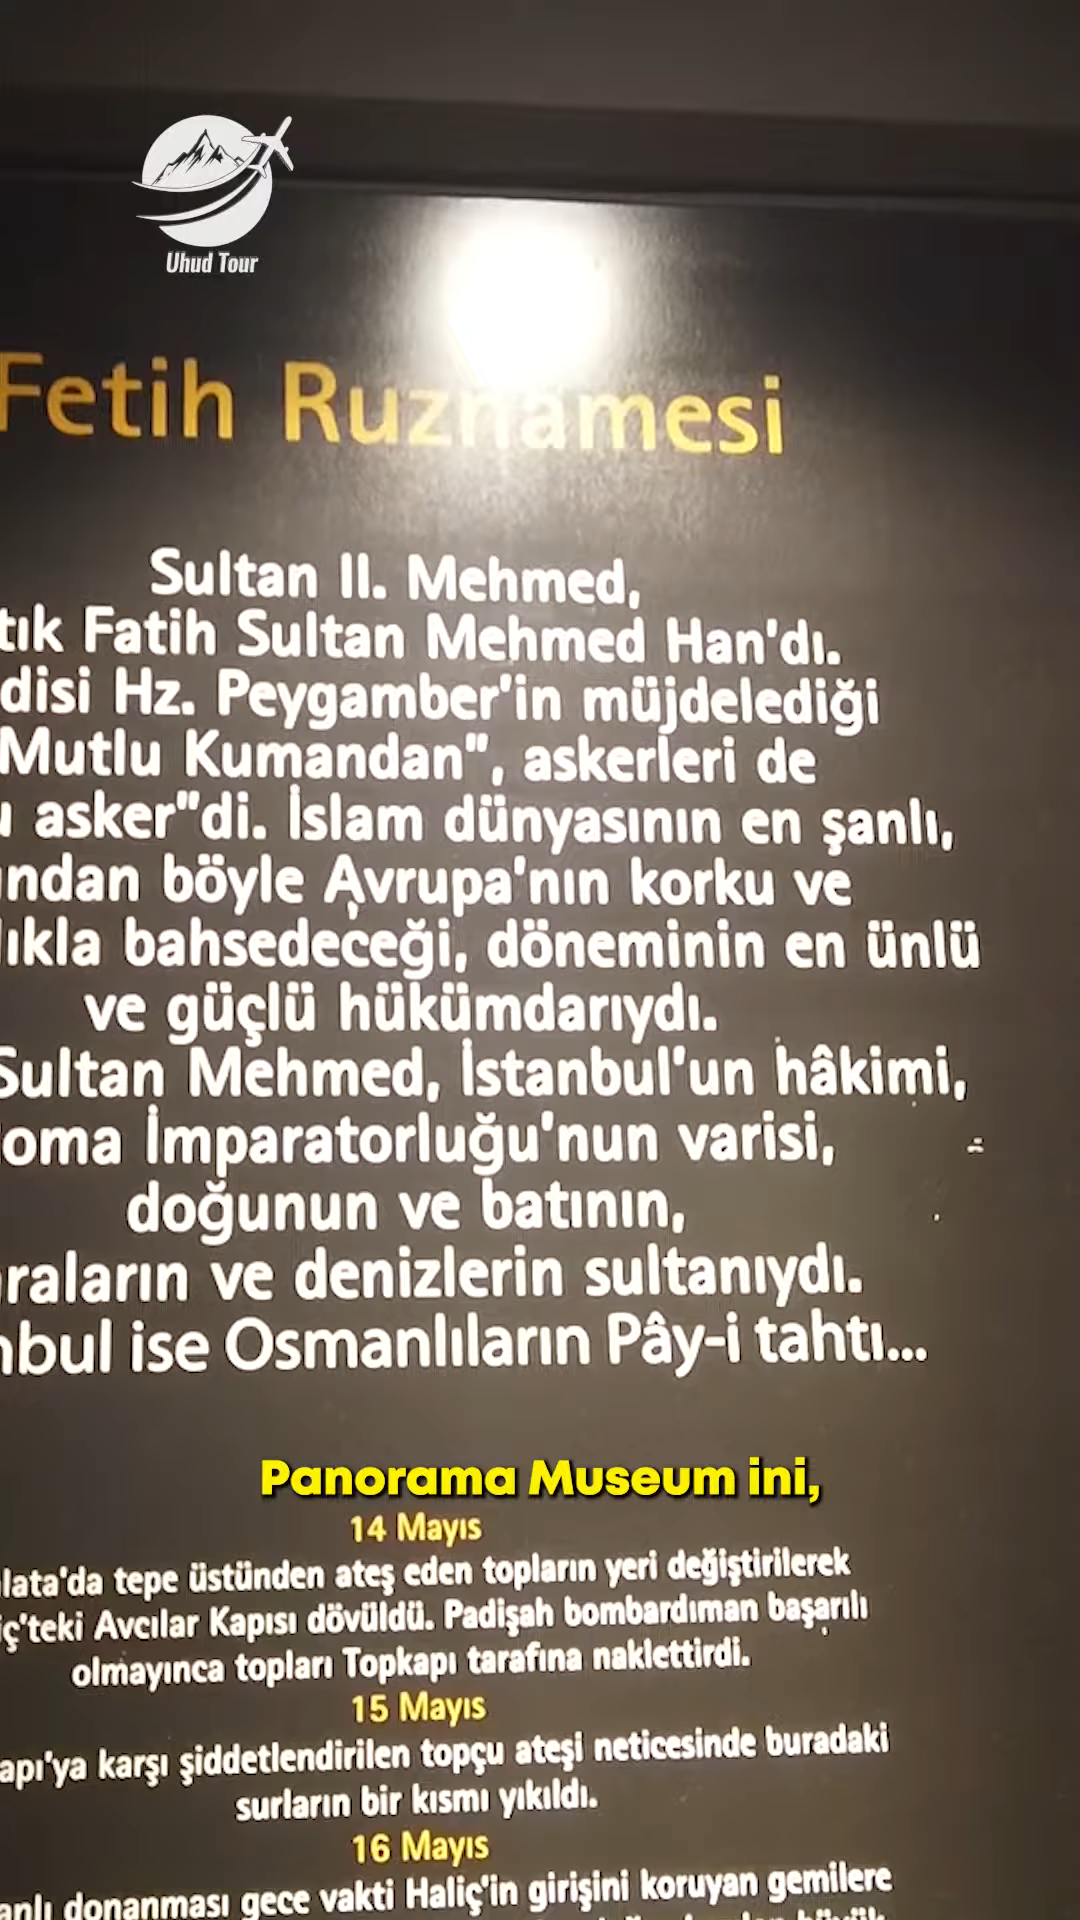 Uhud Tour
Fetih Ruznamesi
Sultan II. Mehmed,
tık Fatih Sultan Mehmed Han'dı.
disi Hz. Peygamber'in müjdelediği
Mutlu Kumandan", askerleri de
u asker"di. İslam dünyasının en şanlı,
ından böyle Avrupa'nın korku ve
lıkla bahsedeceği, döneminin en ünlü
ve güçlü hükümdarıydı.
Sultan Mehmed, İstanbul'un hâkimi,
oma İmparatorluğu'nun varisi,
doğunun ve batının,
raların ve denizlerin sultanıydı.
nbul ise Osmanlıların Pây-i tahtı...
Panorama Museum ini,
14 Mayıs
lata'da tepe üstünden ateş eden topların yeri değiştirilerek
iç'teki Avcılar Kapısı dövüldü. Padişah bombardıman başarılı
olmayınca topları Topkapı tarafına naklettirdi.
15 Mayıs
apı'ya karşı şiddetlendirilen topçu ateşi neticesinde buradaki
surların bir kısmı yıkıldı.
16 Mayıs
anlı donanması gece vakti Haliç'in girişini koruyan gemilere